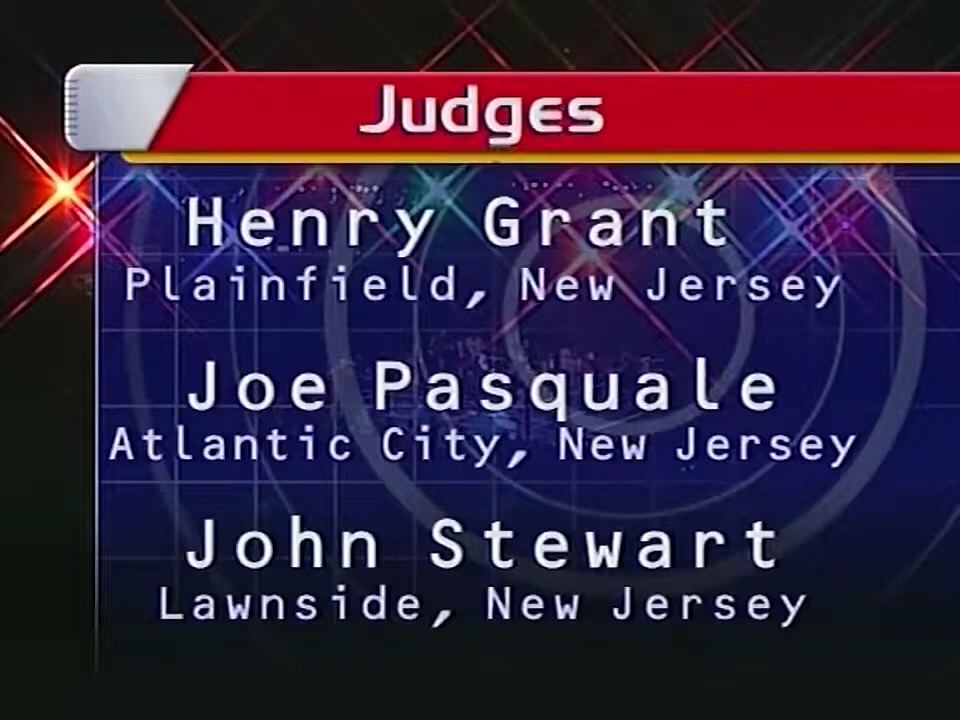 Judges
Henry Grant
Plainfield, New Jersey
Joe Pasquale
Atlantic City, New Jersey
John Stewart
Lawnside, New Jersey